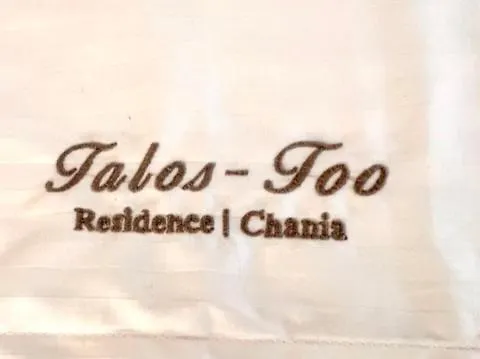 Talos-Too
Residence | Chania